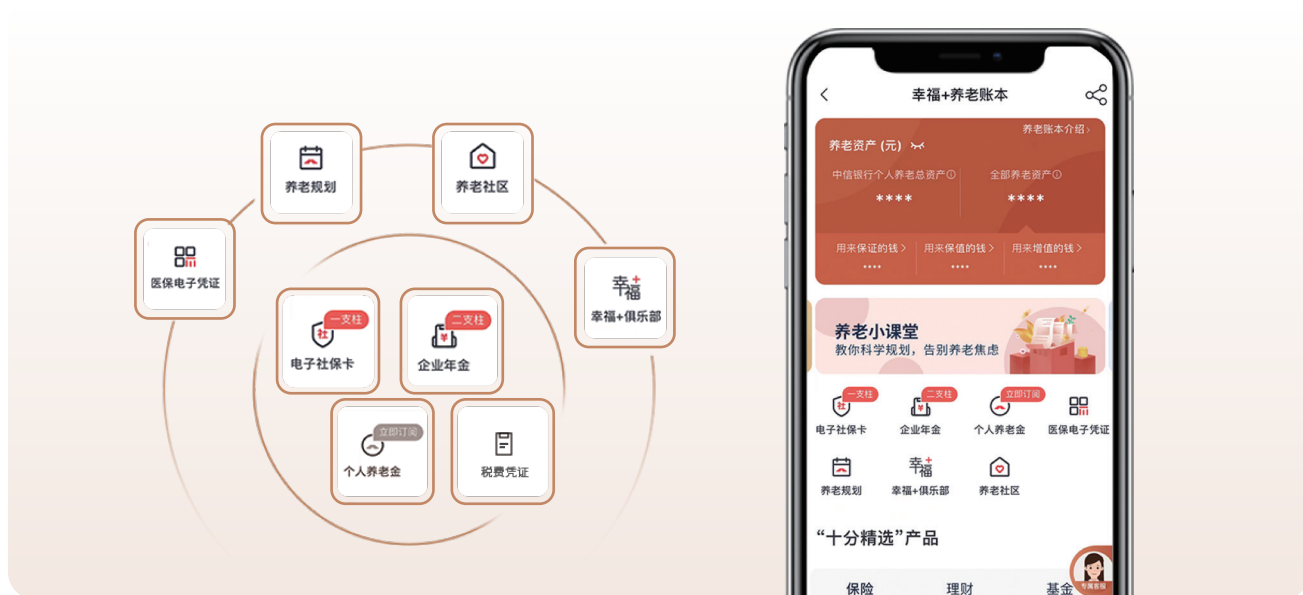 养老规划
养老社区
医保电子凭证
幸福+
幸福+俱乐部
一支柱
社
电子社保卡
二支柱
¥
企业年金
立即订阅
个人养老金
税费凭证
幸福+养老账本
养老账本介绍
养老资产 (元)
中信银行个人养老总资产
全部养老资产
****
****
用来保证的钱
用来保值的钱
用来增值的钱
****
****
****
养老小课堂
教你科学规划，告别养老焦虑
一支柱
二支柱
立即订阅
社
¥
电子社保卡
企业年金
个人养老金
医保电子凭证
幸福+
养老规划
幸福+俱乐部
养老社区
“十分精选”产品
保险
理财
基金
专属客服